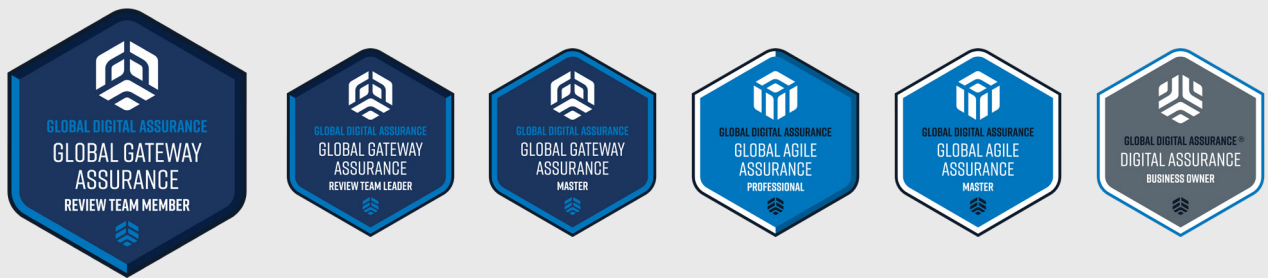 GLOBAL DIGITAL ASSURANCE
GLOBAL GATEWAY
ASSURANCE
REVIEW TEAM MEMBER
GLOBAL DIGITAL ASSURANCE
GLOBAL GATEWAY
ASSURANCE
REVIEW TEAM LEADER
GLOBAL DIGITAL ASSURANCE
GLOBAL GATEWAY
ASSURANCE
MASTER
GLOBAL DIGITAL ASSURANCE
GLOBAL AGILE
ASSURANCE
PROFESSIONAL
GLOBAL DIGITAL ASSURANCE
GLOBAL AGILE
ASSURANCE
MASTER
GLOBAL DIGITAL ASSURANCE®
DIGITAL ASSURANCE
BUSINESS OWNER